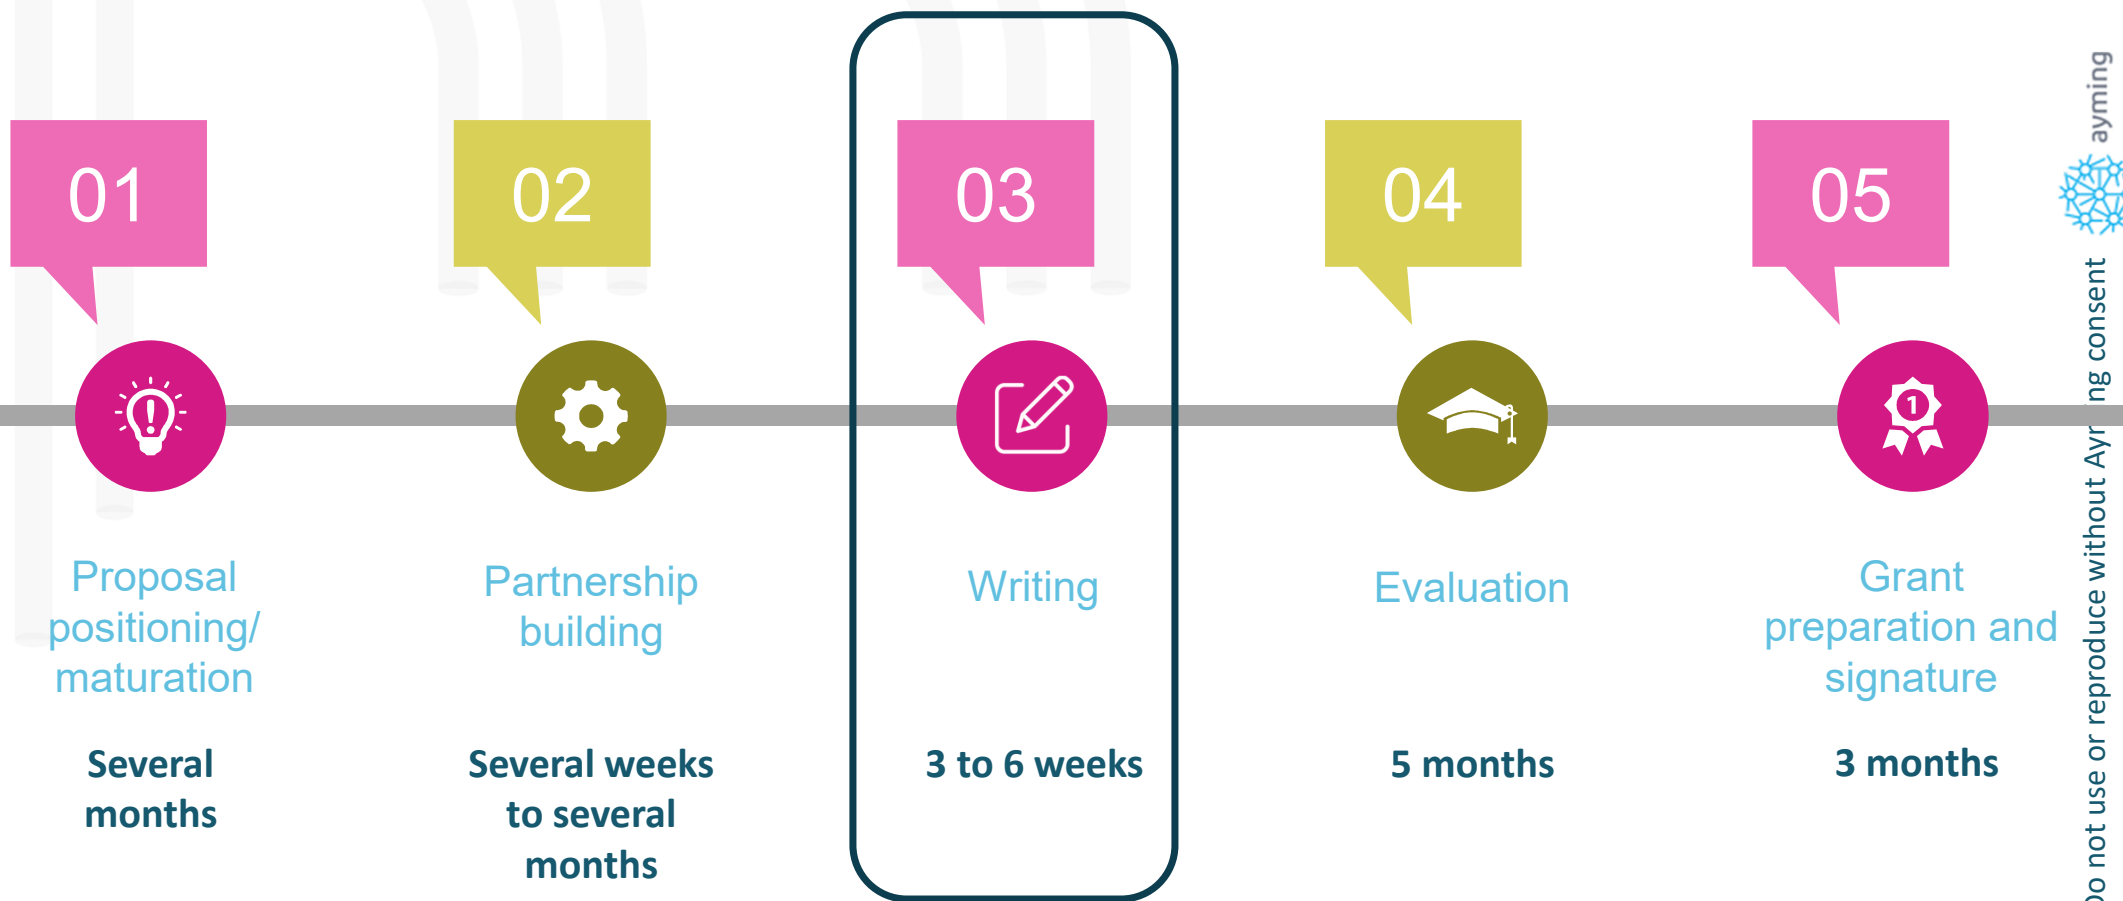 01
Proposal
positioning/
maturation
Several
months
02
Partnership
building
Several weeks
to several
months
03
Writing
3 to 6 weeks
04
Evaluation
5 months
1
05
Grant
preparation and
signature
3 months
not use or reproduce without consent
ayming